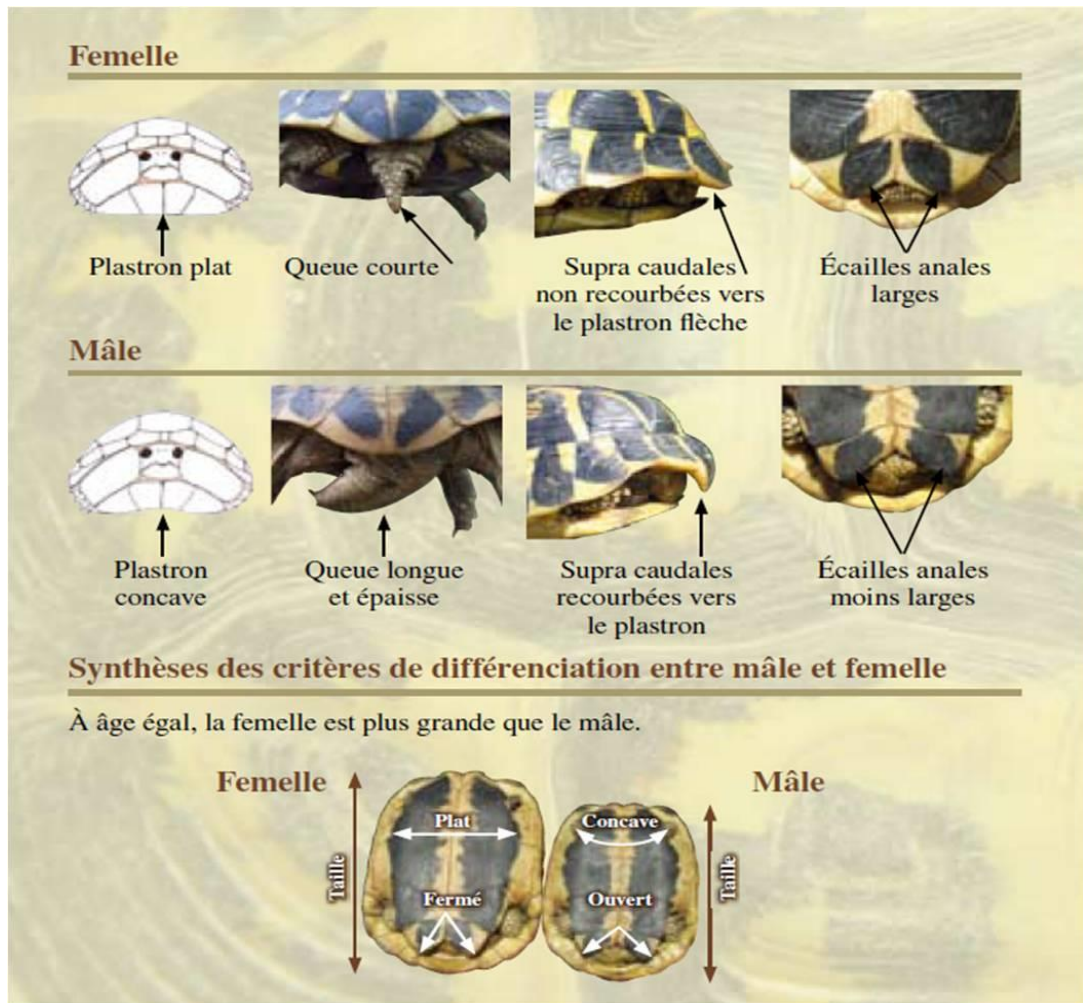 Femelle
Plastron plat
Queue courte
Supra caudales
non recourbées vers
le plastron flèche
Écailles anales
larges
Mâle
Plastron
concave
Queue longue
et épaisse
Supra caudales
recourbées vers
le plastron
Écailles anales
moins larges
Synthèses des critères de différenciation entre mâle et femelle
À âge égal, la femelle est plus grande que le mâle.
Femelle
Mâle
Taille
Plat
Fermé
Concave
Ouvert
Taille